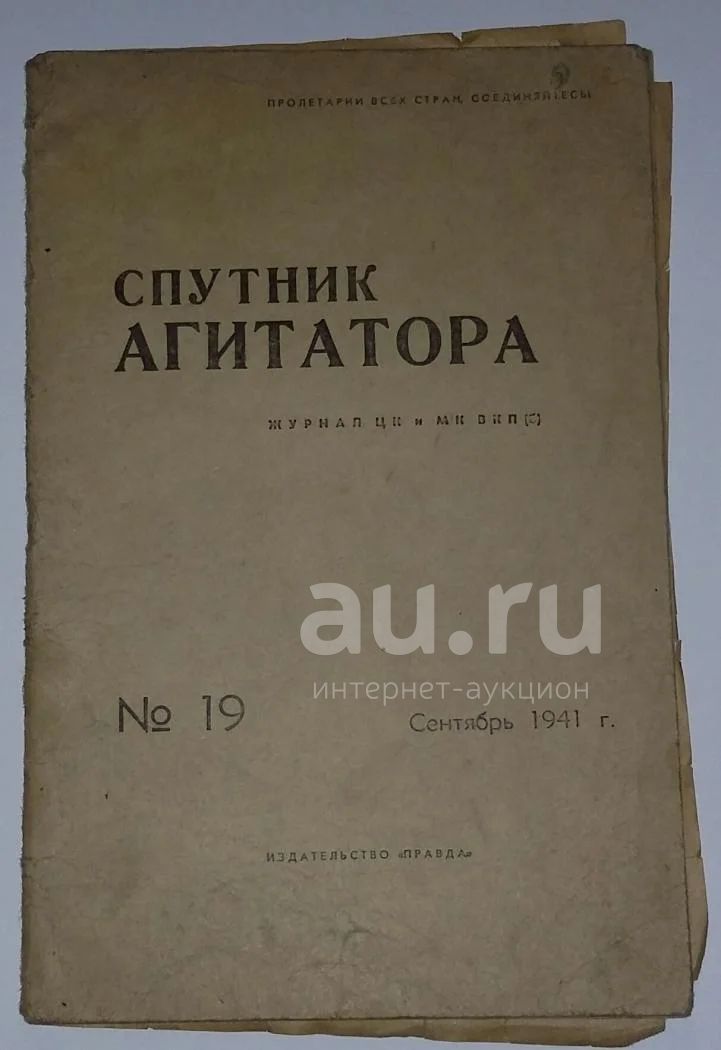 ПРОЛЕТАРИИ ВСЕХ СТРАН, СОЕДИНЯЙТЕСЬ!
СПУТНИК
АГИТАТОРА
ЖУРНАЛ ЦК и МК ВКП(б)
au.ru
интернет-аукцион
№ 19 Сентябрь 1941 г.
ИЗДАТЕЛЬСТВО «ПРАВДА»